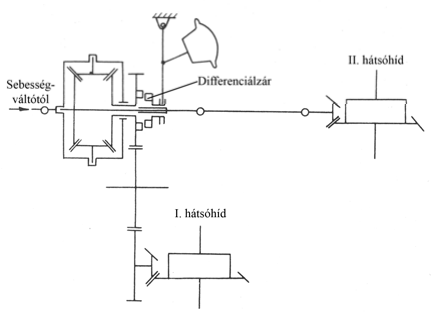 II. hátsóhíd
Sebesség-
váltótól
Differenciálzár
I. hátsóhíd